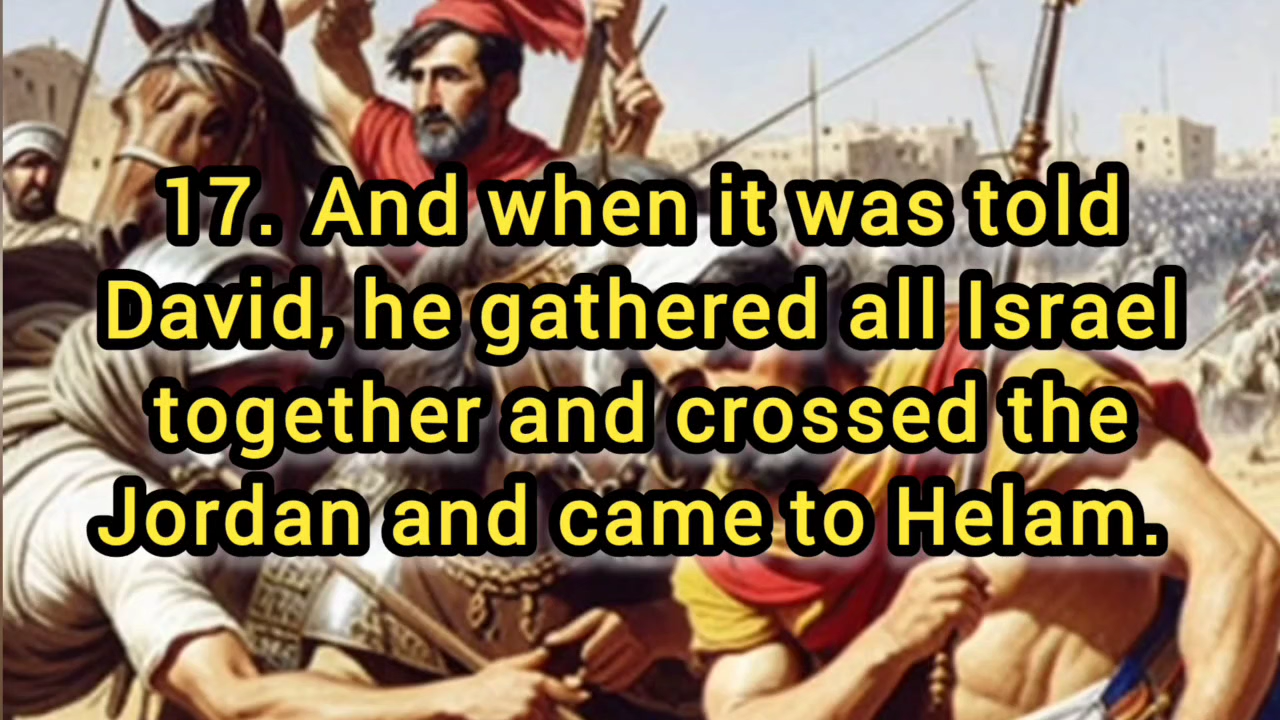 17. And when it was told
David, he gathered all Israel
together and crossed the
Jordan and came to Helam.